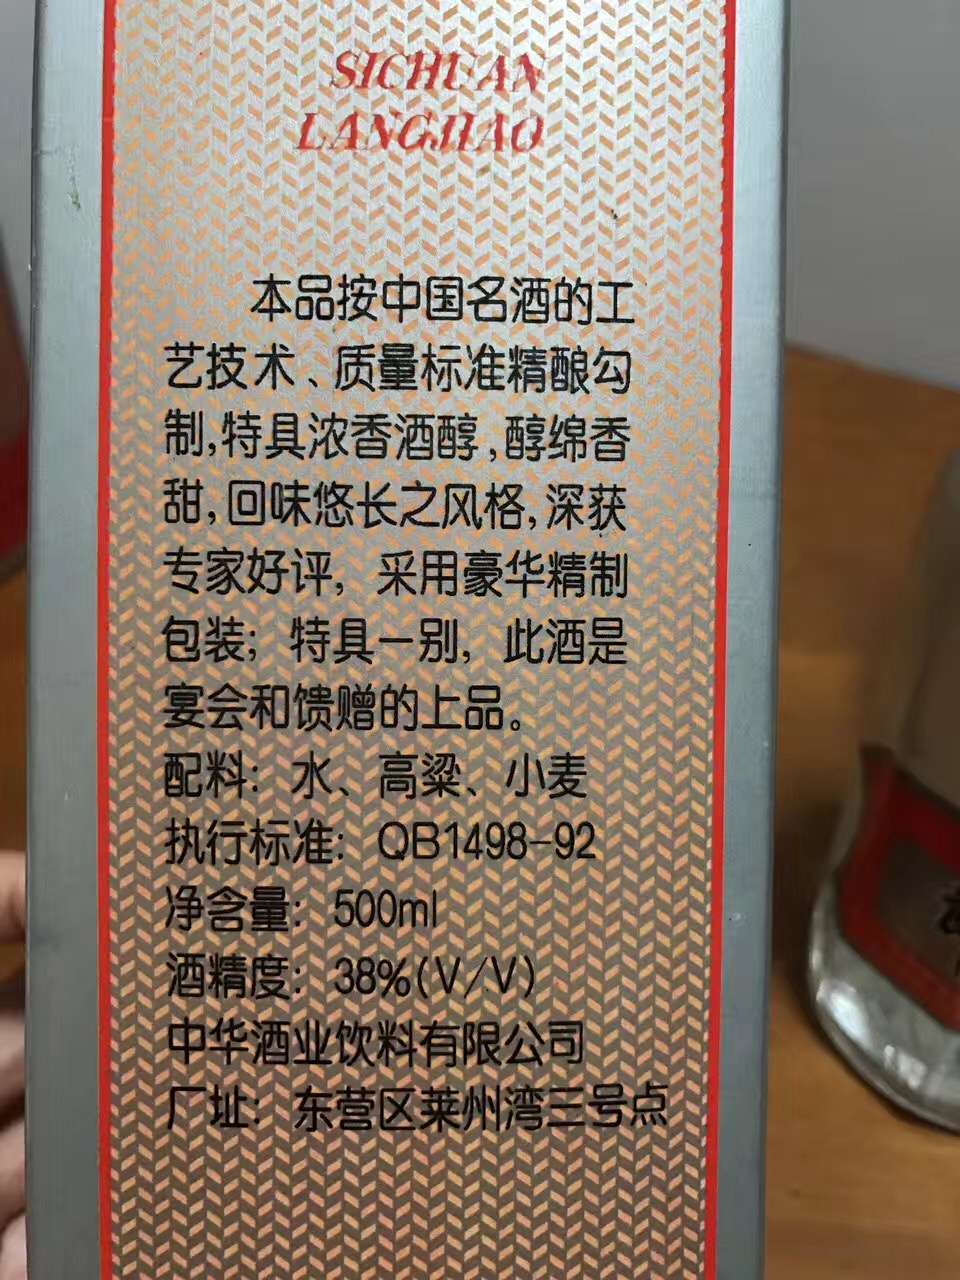 SICHUAN
LANGJIAO
本品按中国名酒的工
艺技术、质量标准精酿勾
制,特具浓香酒醇,醇绵香
甜,回味悠长之风格,深获
专家好评，采用豪华精制
包装；特具一别，此酒是
宴会和馈赠的上品。
配料：水、高粱、小麦
执行标准：QB1498-92
净含量：500ml
酒精度：38%(V/V)
中华酒业饮料有限公司
厂址：东营区莱州湾三号点